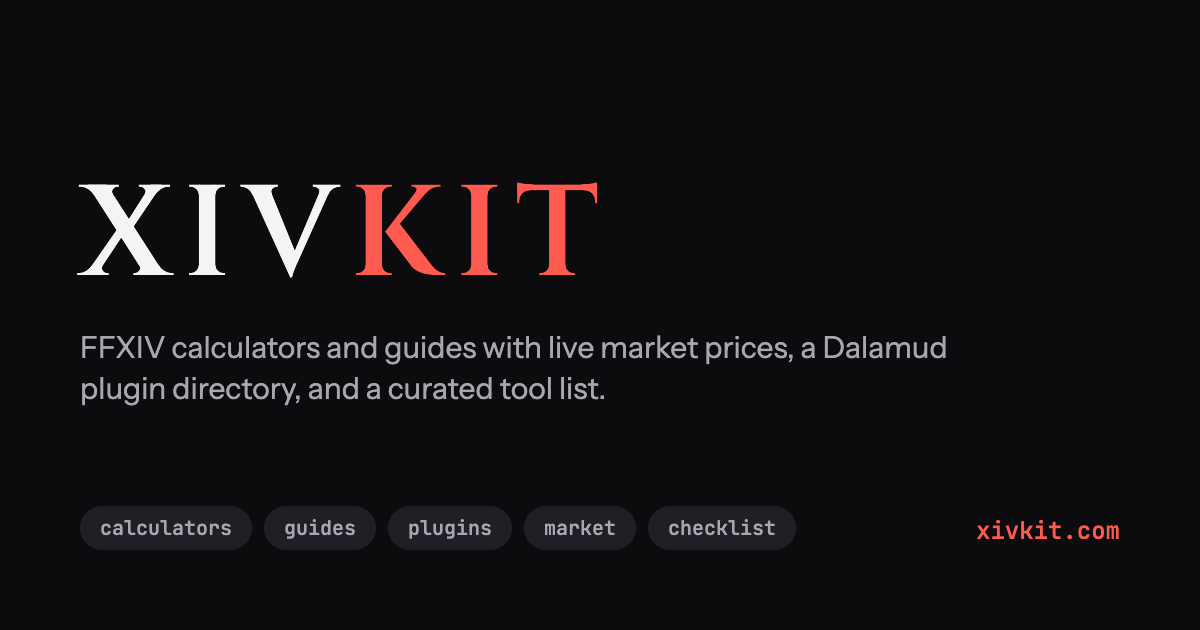 XIVKIT
FFXIV calculators and guides with live market prices, a Dalamud
plugin directory, and a curated tool list.
calculators guides plugins market checklist
xivkit.com